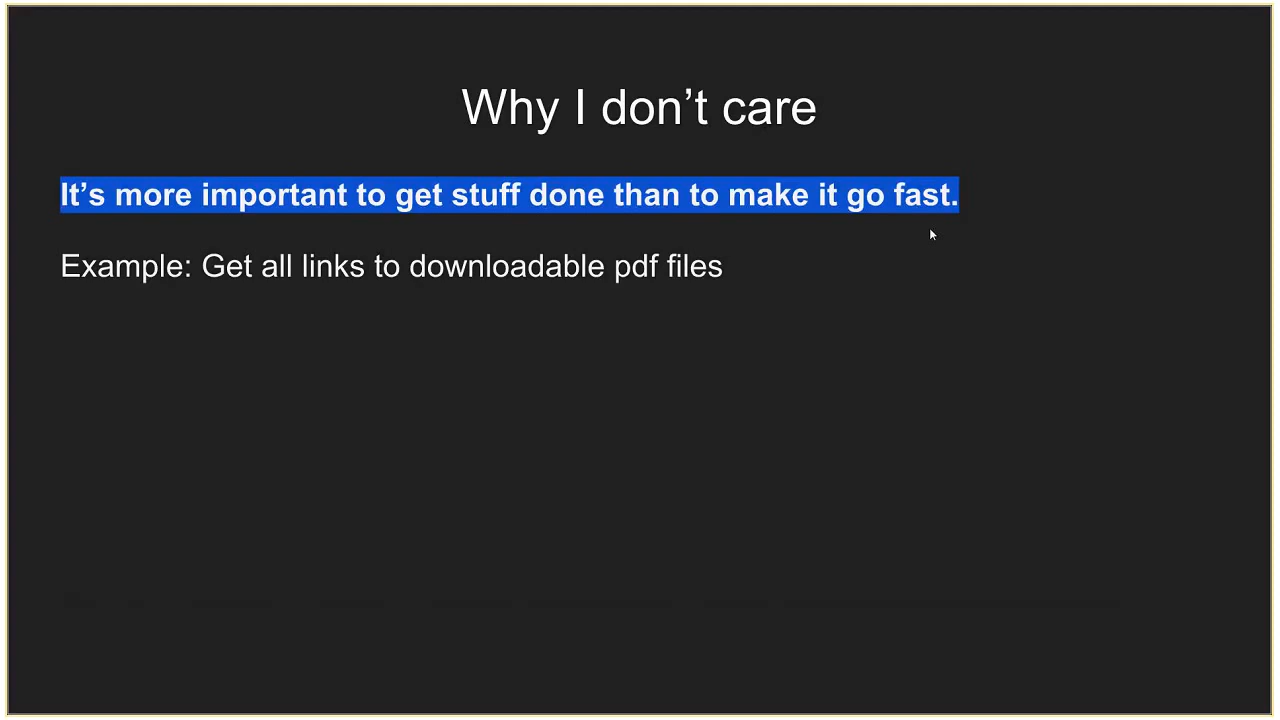 Why I don’t care
It’s more important to get stuff done than to make it go fast.
Example: Get all links to downloadable pdf files